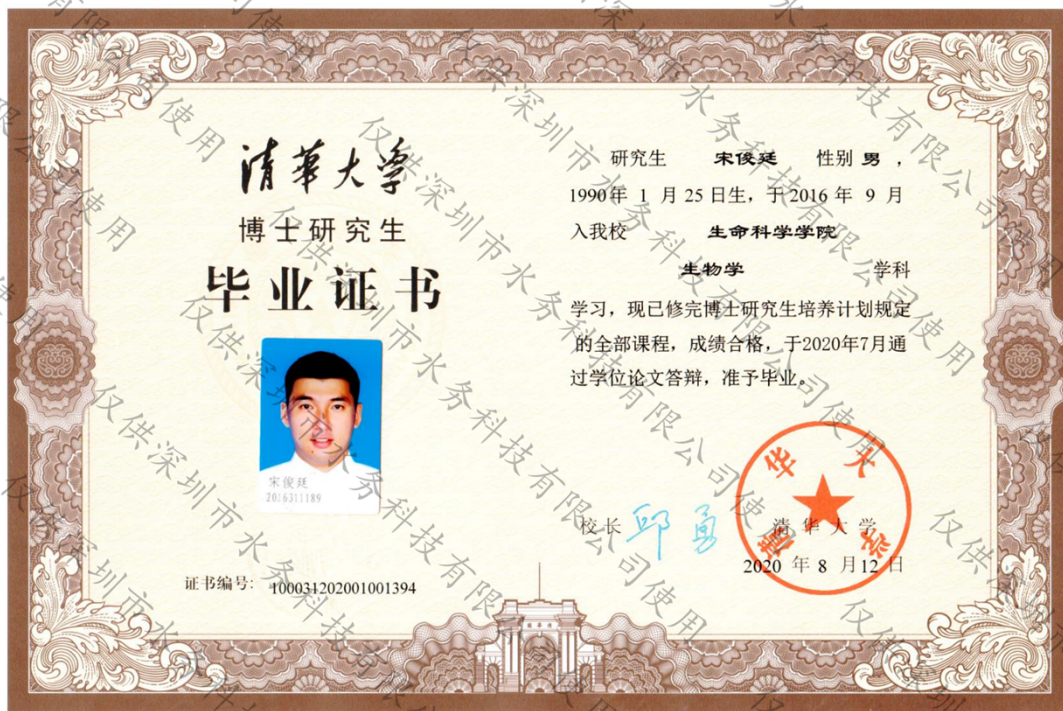 清華大學
博士研究生
毕业证书
宋俊廷
2016311189
证书编号: 100031202001001394
研究生 宋俊廷 性别 男 ,
1990年 1 月 25 日生, 于 2016 年 9 月
入我校 生命科学学院
生物学 学科
学习, 现已修完博士研究生培养计划规定
的全部课程, 成绩合格, 于2020年7月通
过学位论文答辩, 准予毕业。
校长 邱勇
清华大学
清华大学
2020 年 8 月 12 日
仅供深圳市水务科技有限公司使用